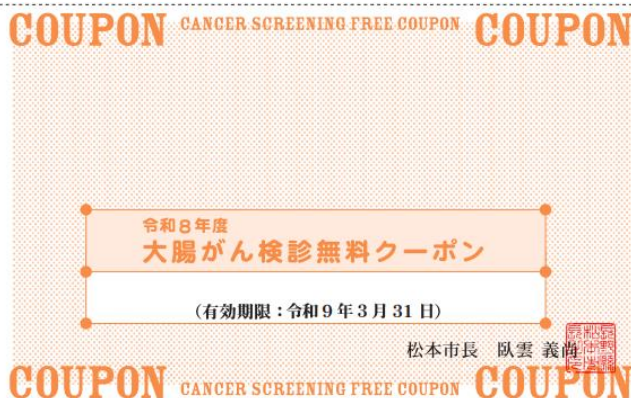 COUPON CANCER SCREENING FREE COUPON COUPON
令和8年度
大腸がん検診無料クーポン
(有効期限：令和9年3月31日)
松本市長 臥雲 義尚
COUPON CANCER SCREENING FREE COUPON COUPON